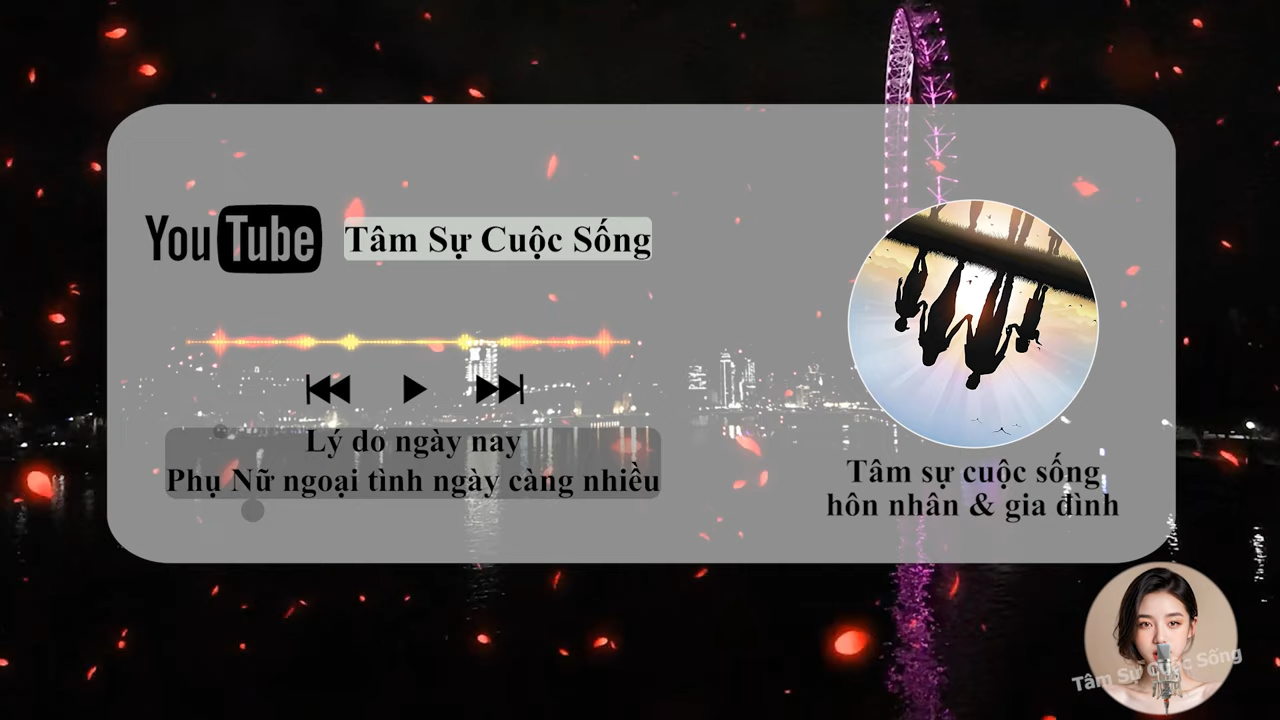 YouTube
Tâm Sự Cuộc Sống
Lý do ngày nay
Phụ Nữ ngoại tình ngày càng nhiều
Tâm sự cuộc sống
hôn nhân & gia đình
Tâm Sự Cuộc Sống